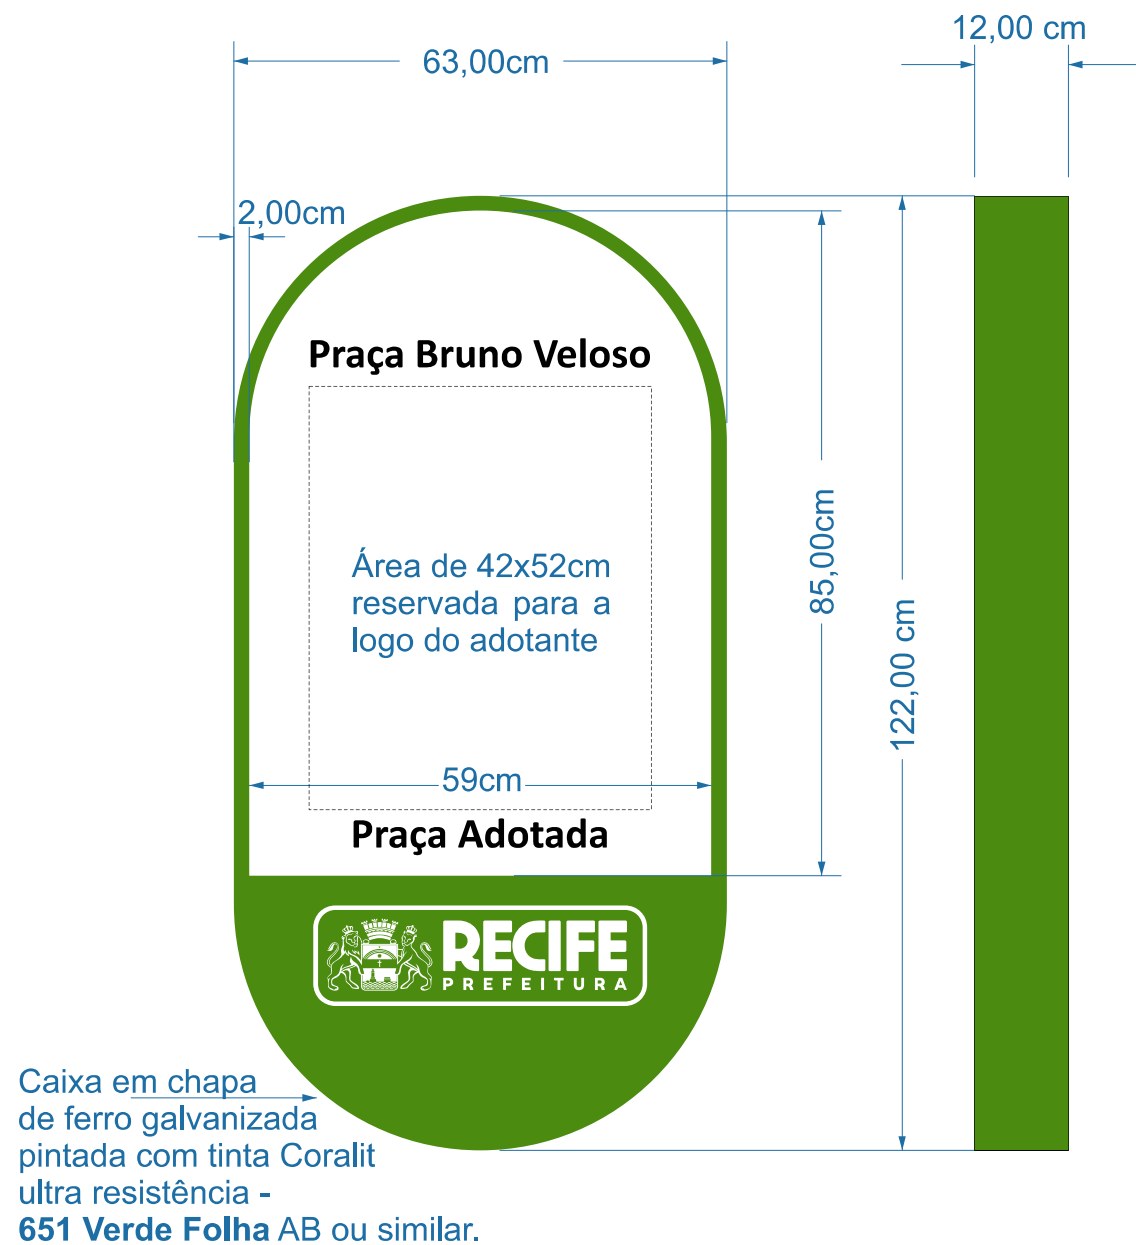 12,00 cm
63,00cm
2,00cm
Praça Bruno Veloso
Área de 42x52cm
reservada para a
logo do adotante
85,00cm
122,00 cm
59cm
Praça Adotada
RECIFE
PREFEITURA
Caixa em chapa
de ferro galvanizada
pintada com tinta Coralit
ultra resistência -
651 Verde Folha AB ou similar.